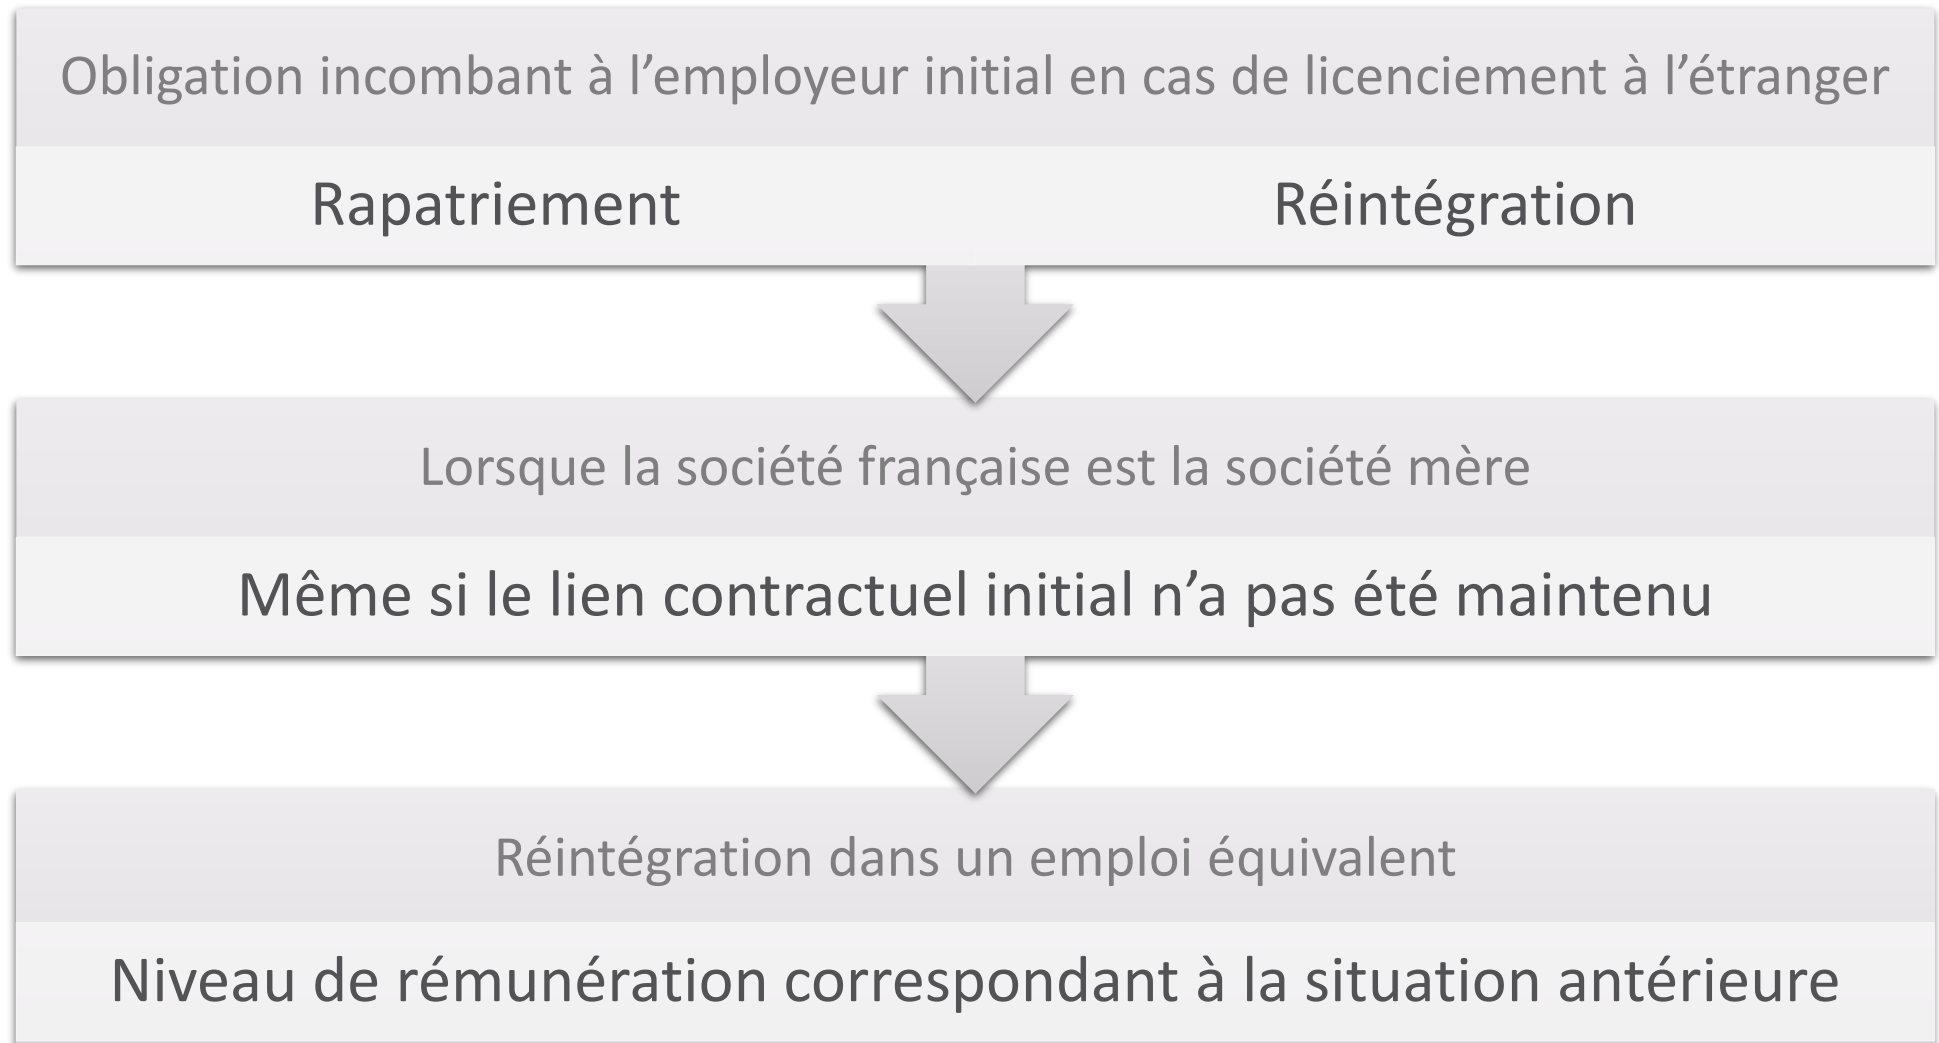 Obligation incombant à l’employeur initial en cas de licenciement à l’étranger
Rapatriement
Réintégration
Lorsque la société française est la société mère
Même si le lien contractuel initial n’a pas été maintenu
Réintégration dans un emploi équivalent
Niveau de rémunération correspondant à la situation antérieure